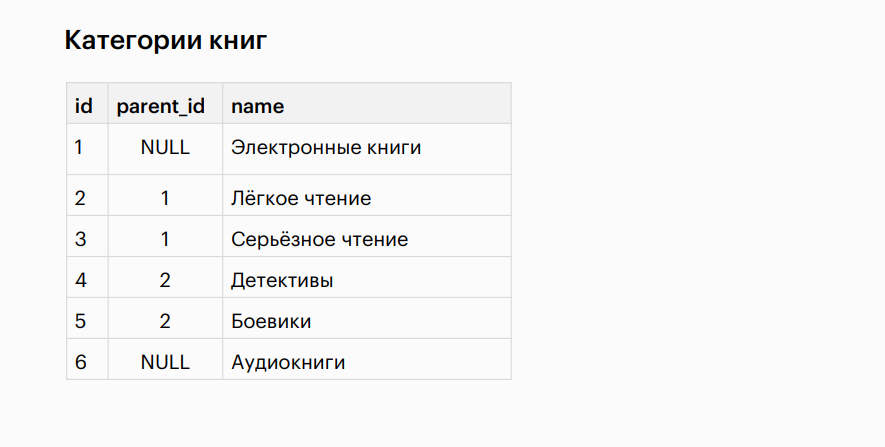 Категории книг
id parent_id name
1 NULL Электронные книги
2 1 Лёгкое чтение
3 1 Серьёзное чтение
4 2 Детективы
5 2 Боевики
6 NULL Аудиокниги